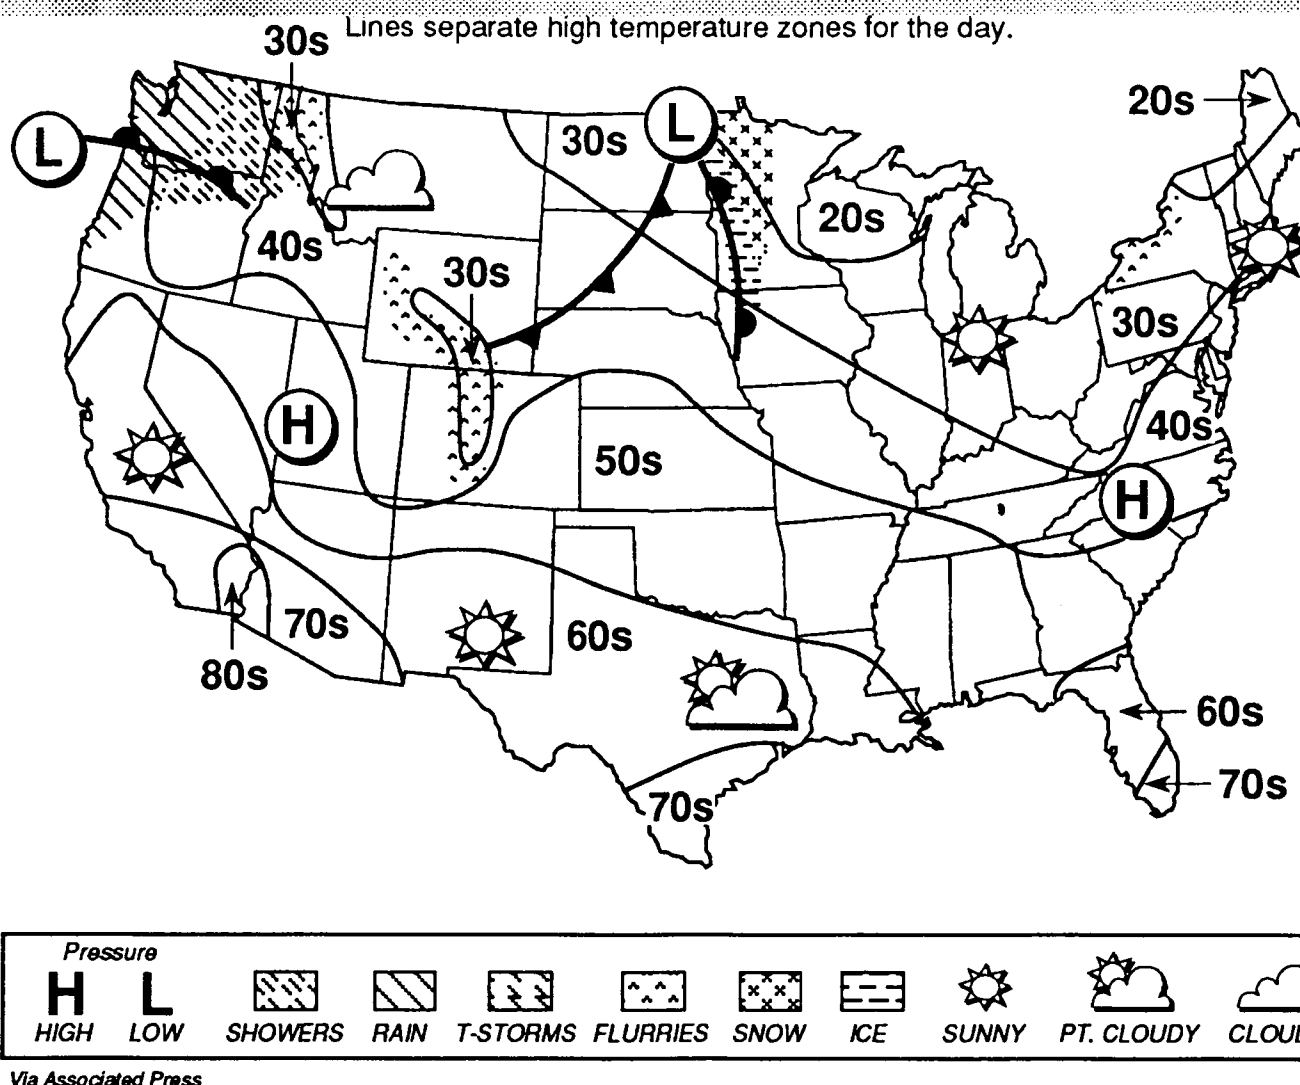 Lines separate high temperature zones for the day.
30s
20s
L
L
30s
20s
40s
30s
30s
H
40s
50s
H
70s
60s
80s
60s
70s
70s
Pressure
H L
HIGH LOW SHOWERS RAIN T-STORMS FLURRIES SNOW ICE SUNNY PT. CLOUDY CLOUD
Via Associated Press